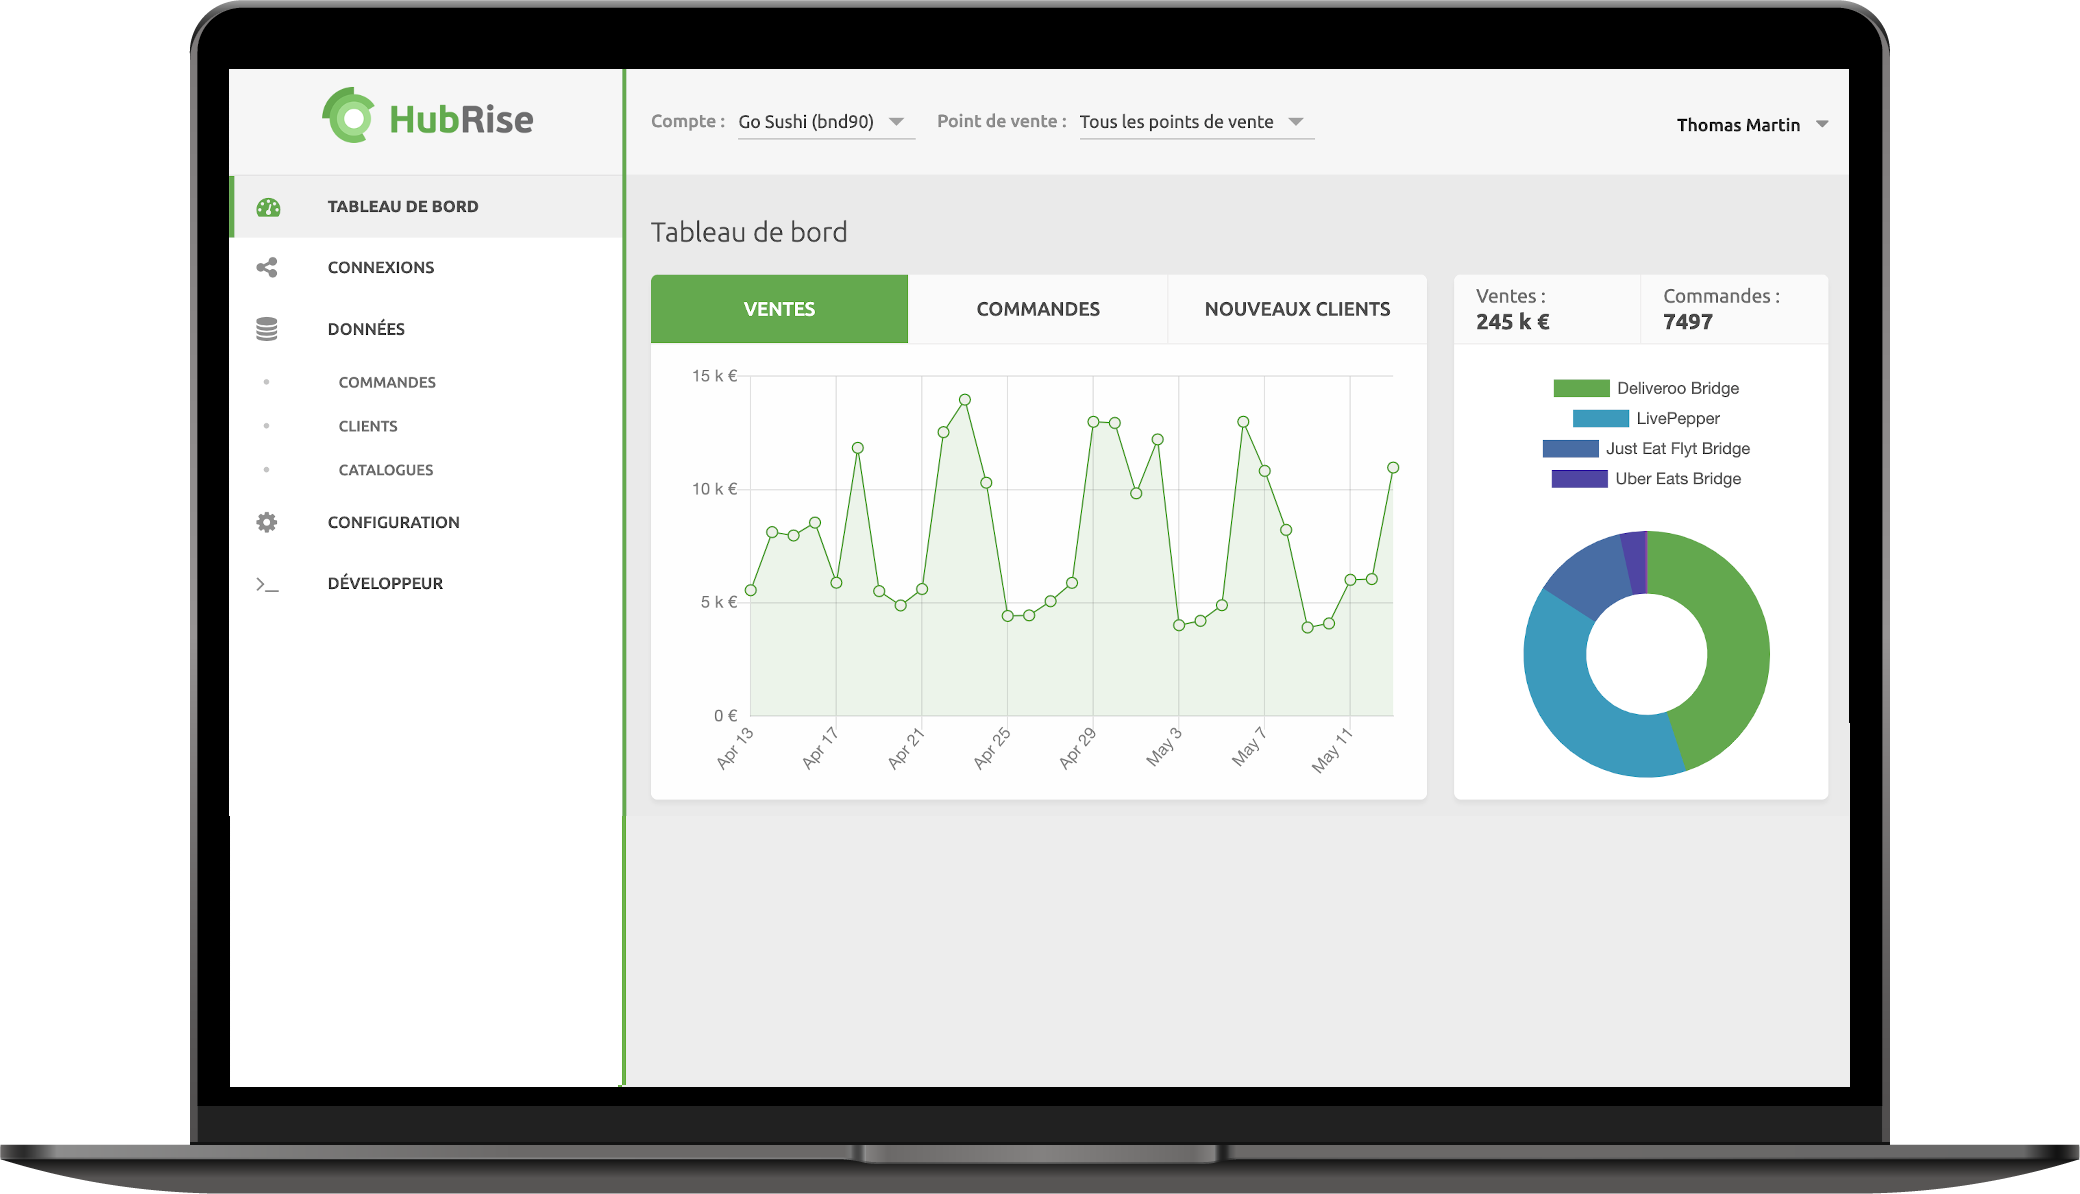 HubRise
Compte : Go Sushi (bnd90) Point de vente : Tous les points de vente
Thomas Martin
TABLEAU DE BORD
CONNEXIONS
DONNÉES
COMMANDES
CLIENTS
CATALOGUES
CONFIGURATION
DÉVELOPPEUR
Tableau de bord
VENTES COMMANDES NOUVEAUX CLIENTS
15 k €
10 k €
5 k €
0 €
Apr 13 Apr 17 Apr 21 Apr 25 Apr 29 May 3 May 7 May 11
Ventes : Commandes :
245 k € 7497
Deliveroo Bridge
LivePepper
Just Eat Flyt Bridge
Uber Eats Bridge